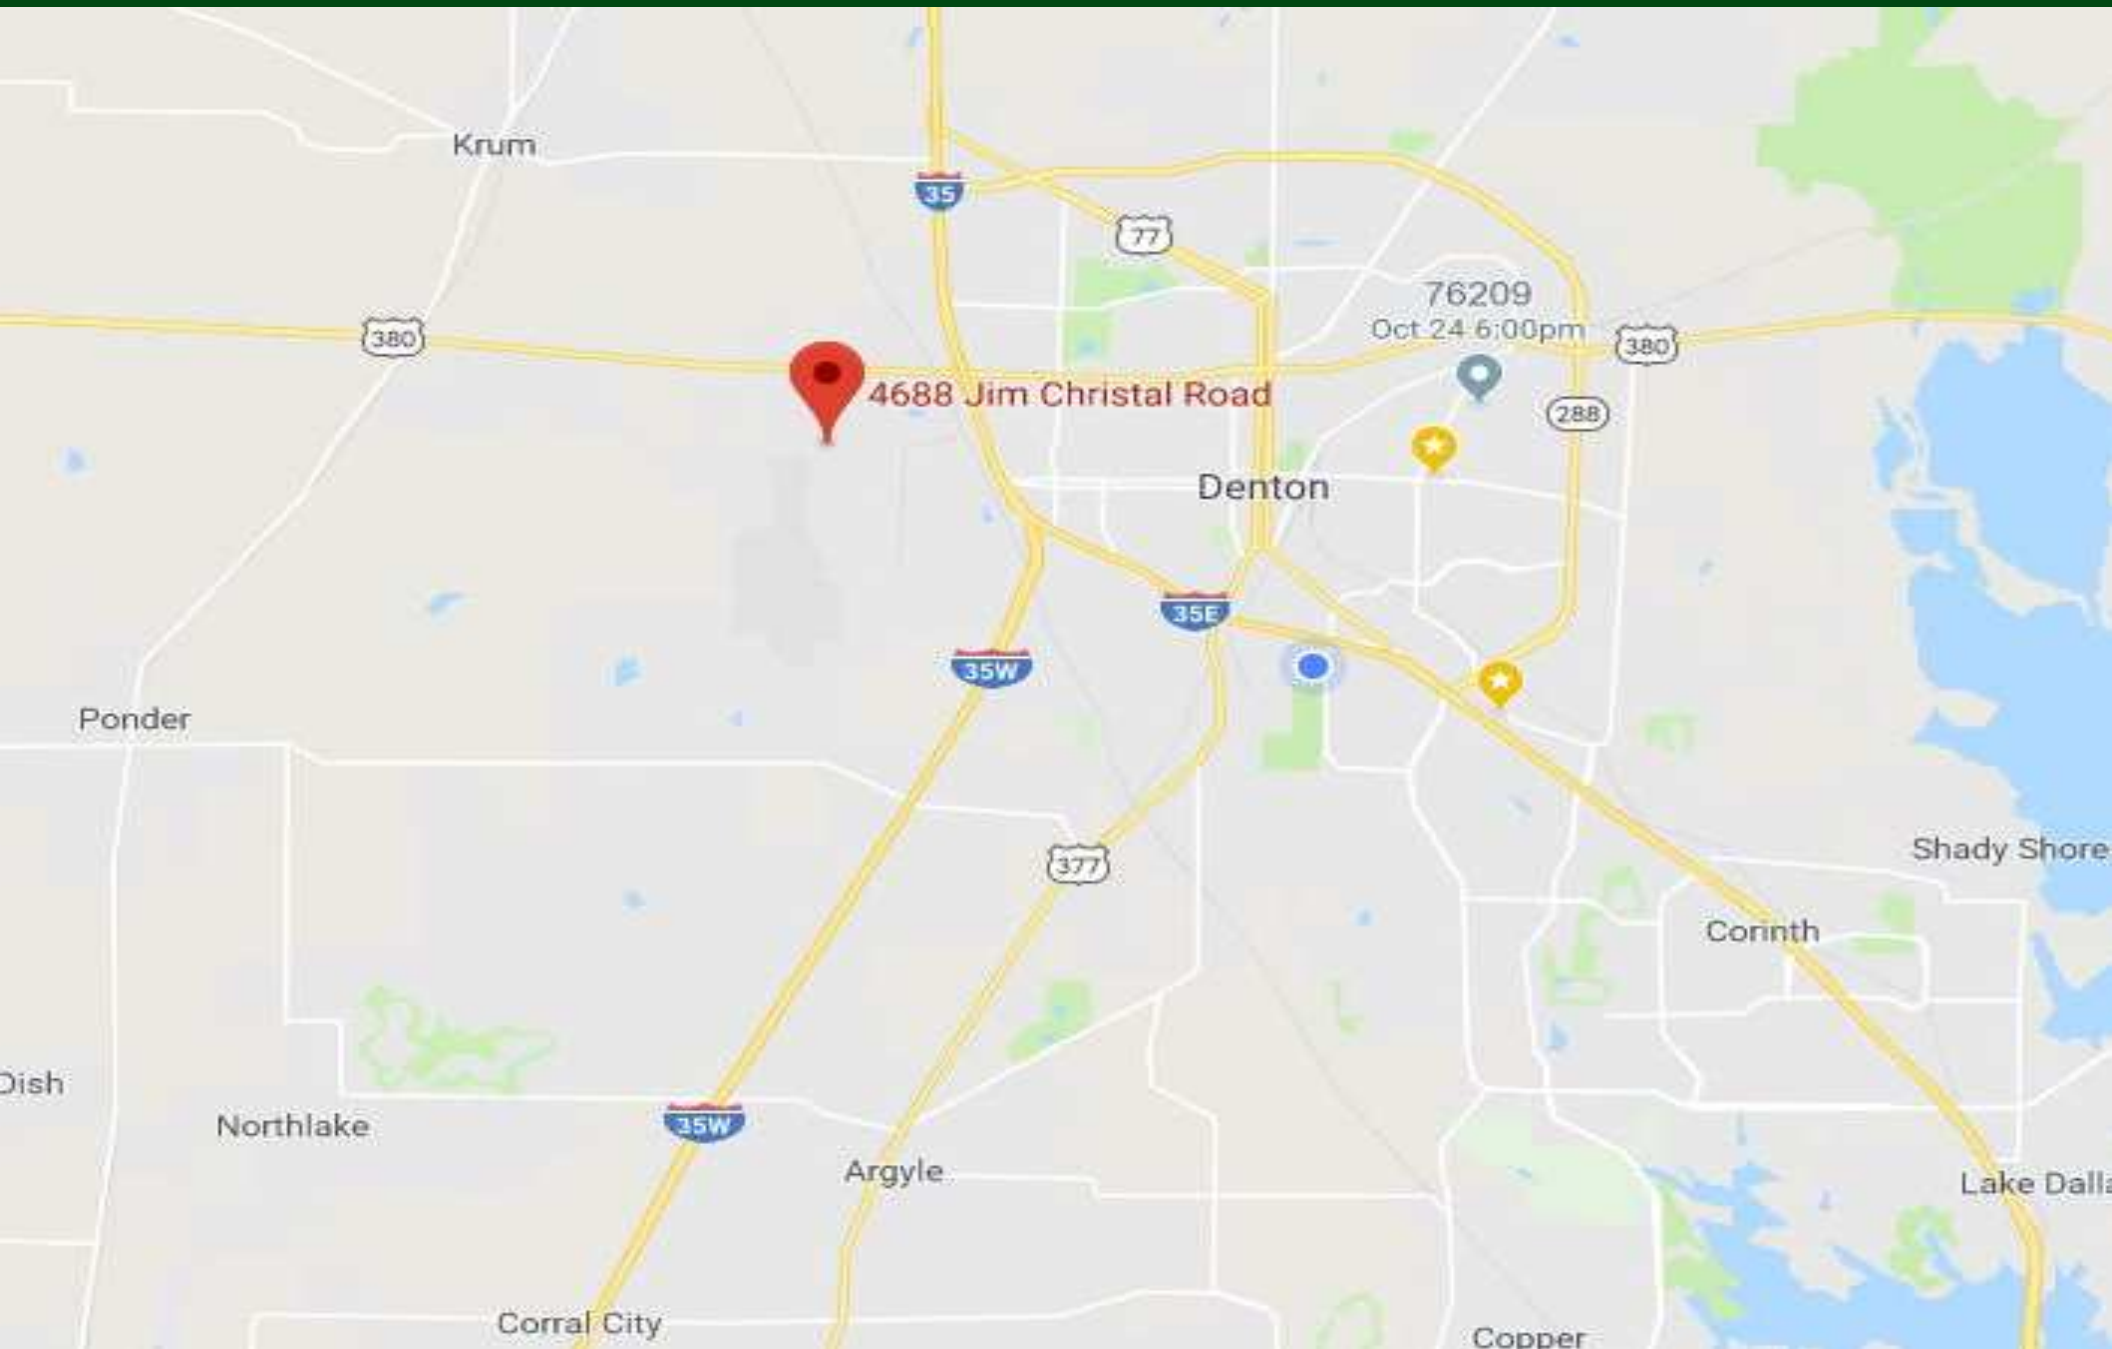 Krum
35
77
76209
Oct 24 6:00pm
380
380
4688 Jim Christal Road
288
Denton
35E
35W
Ponder
377
Shady Shore
Corinth
Dish
Northlake
35W
Argyle
Lake Dalla
Corral City
Copper